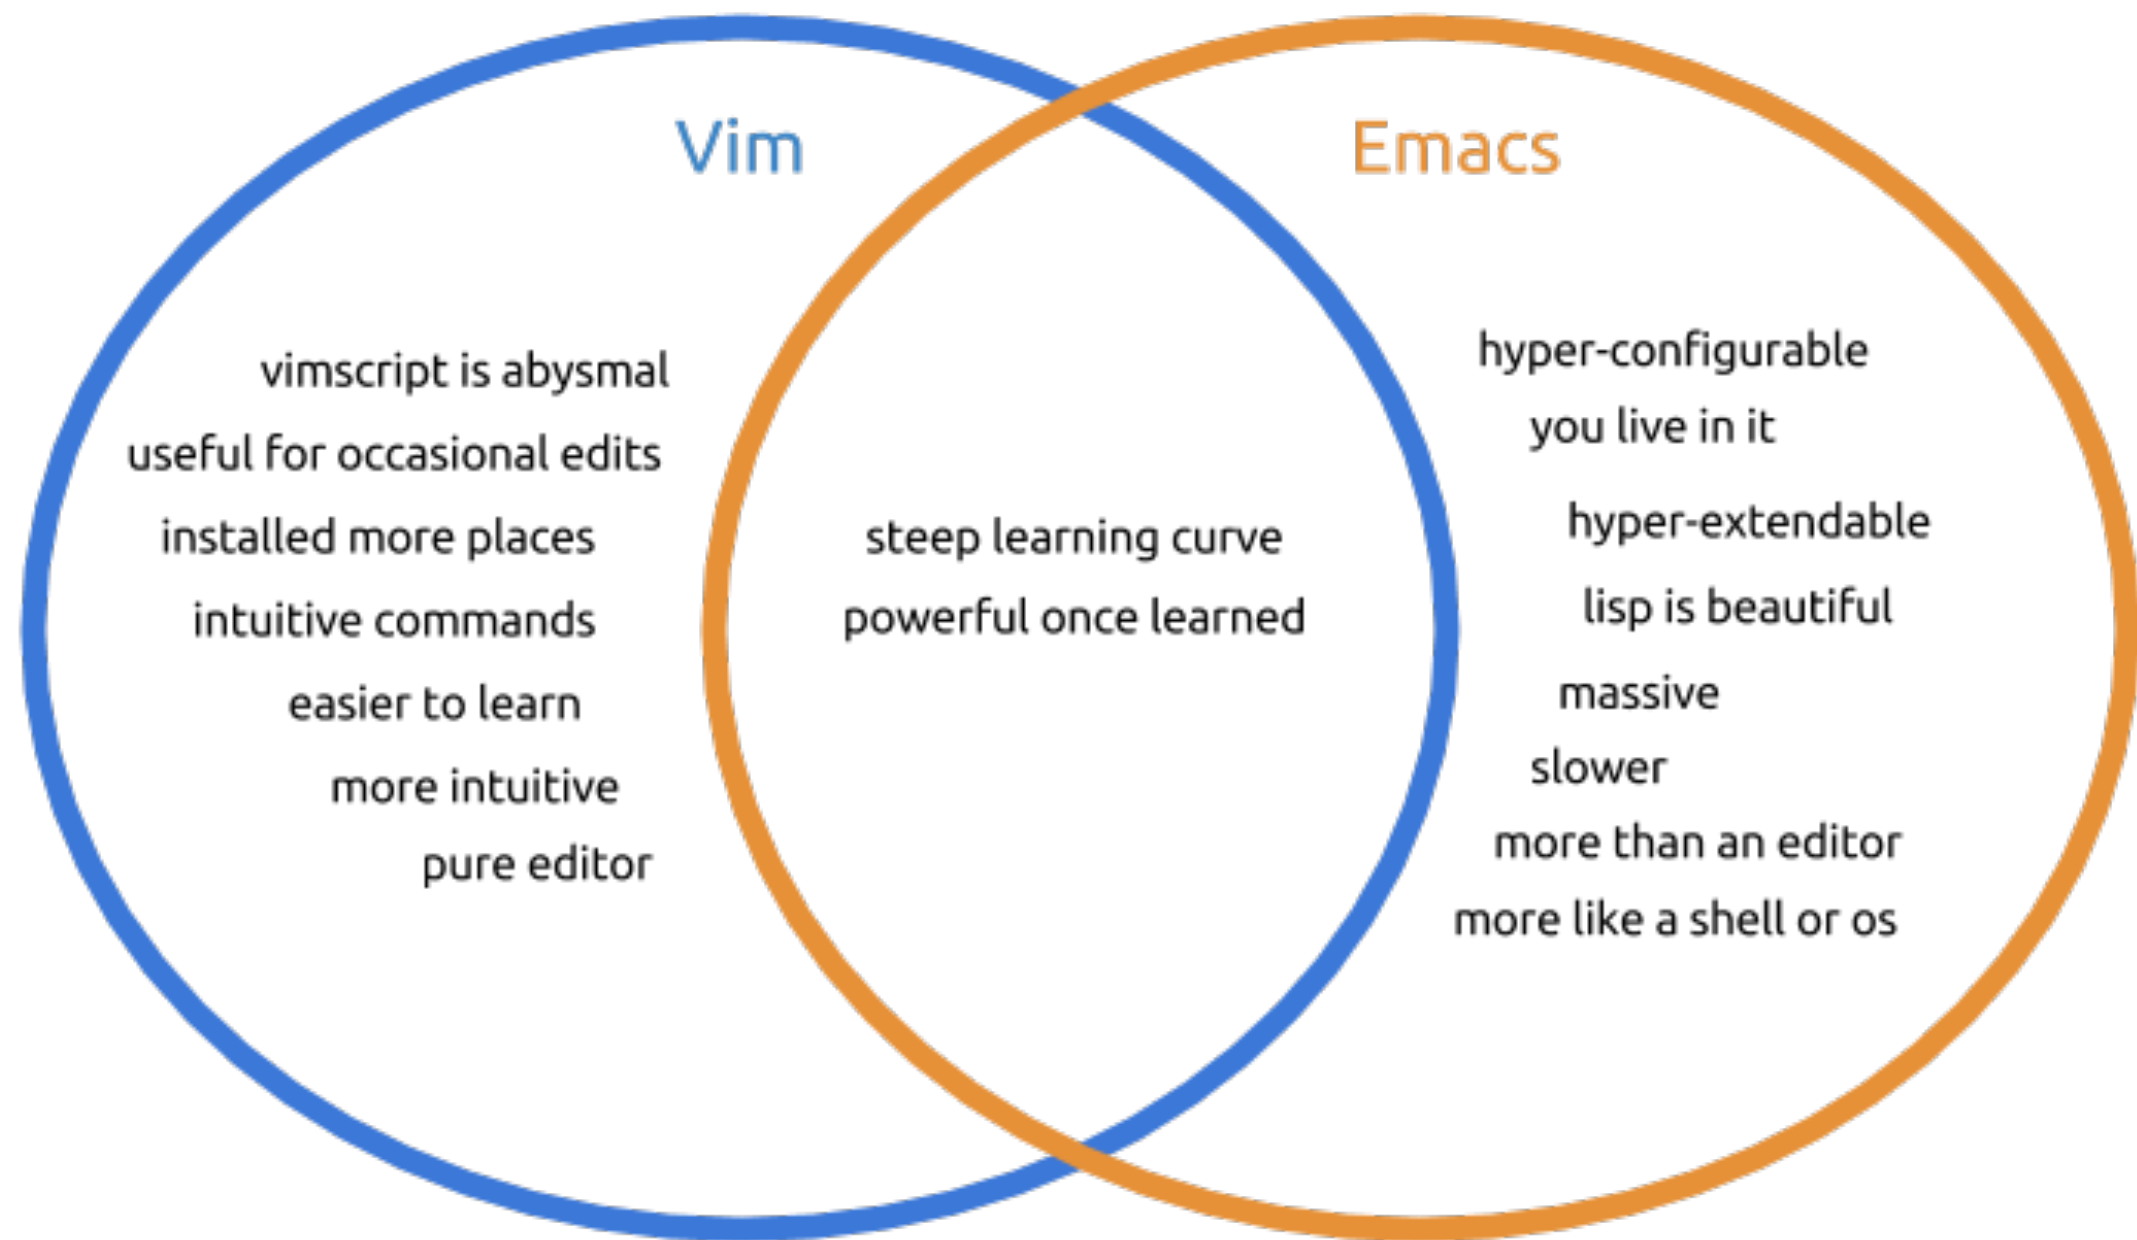 Vim
Emacs
vimscript is abysmal
useful for occasional edits
installed more places
intuitive commands
easier to learn
more intuitive
pure editor
steep learning curve
powerful once learned
hyper-configurable
you live in it
hyper-extendable
lisp is beautiful
massive
slower
more than an editor
more like a shell or os